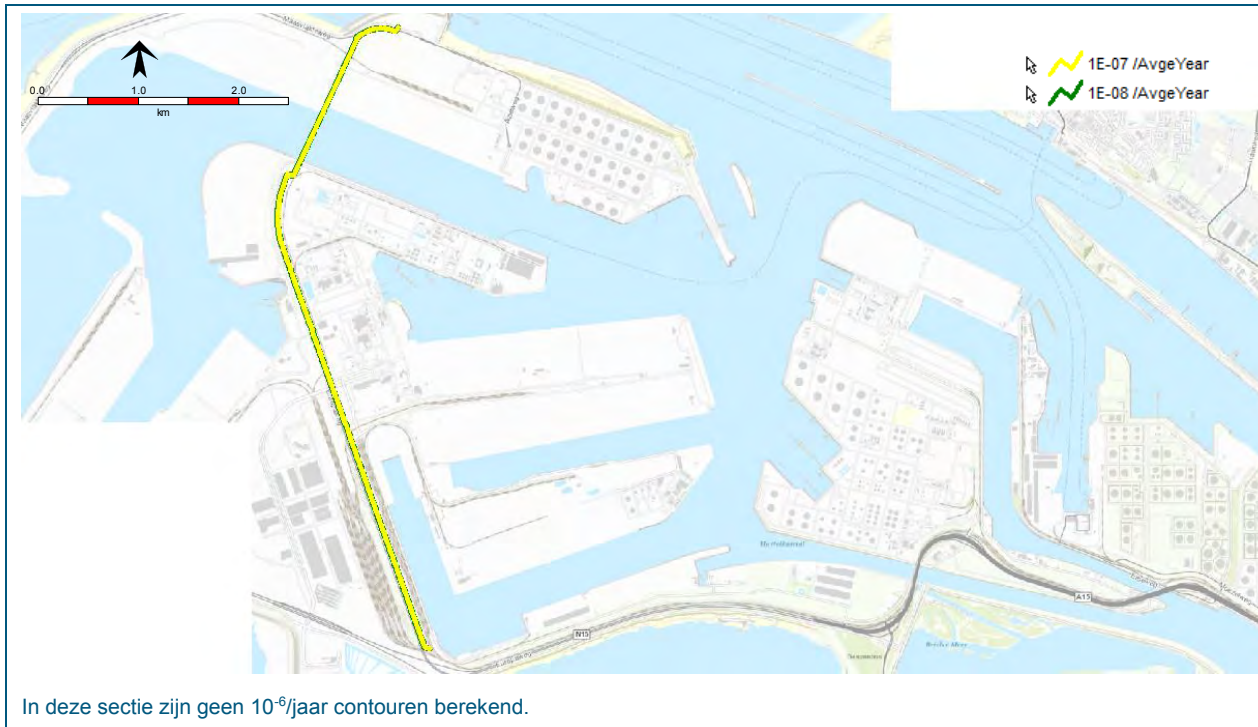 1E-07 /AvgeYear
1E-08 /AvgeYear
0.0 1.0 2.0
km
N15
A15
In deze sectie zijn geen 10⁻⁶/jaar contouren berekend.